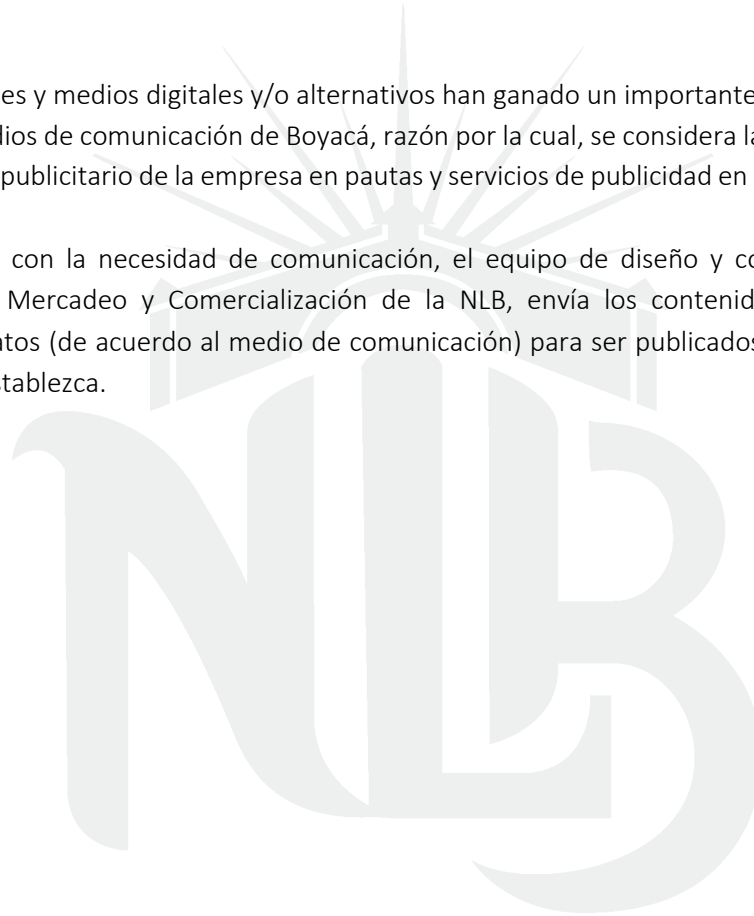 es y medios digitales y/o alternativos han ganado un importante
dios de comunicación de Boyacá, razón por la cual, se considera la
publicitario de la empresa en pautas y servicios de publicidad en
con la necesidad de comunicación, el equipo de diseño y co
Mercadeo y Comercialización de la NLB, envía los contenid
atos (de acuerdo al medio de comunicación) para ser publicados
stablezca.
NLB